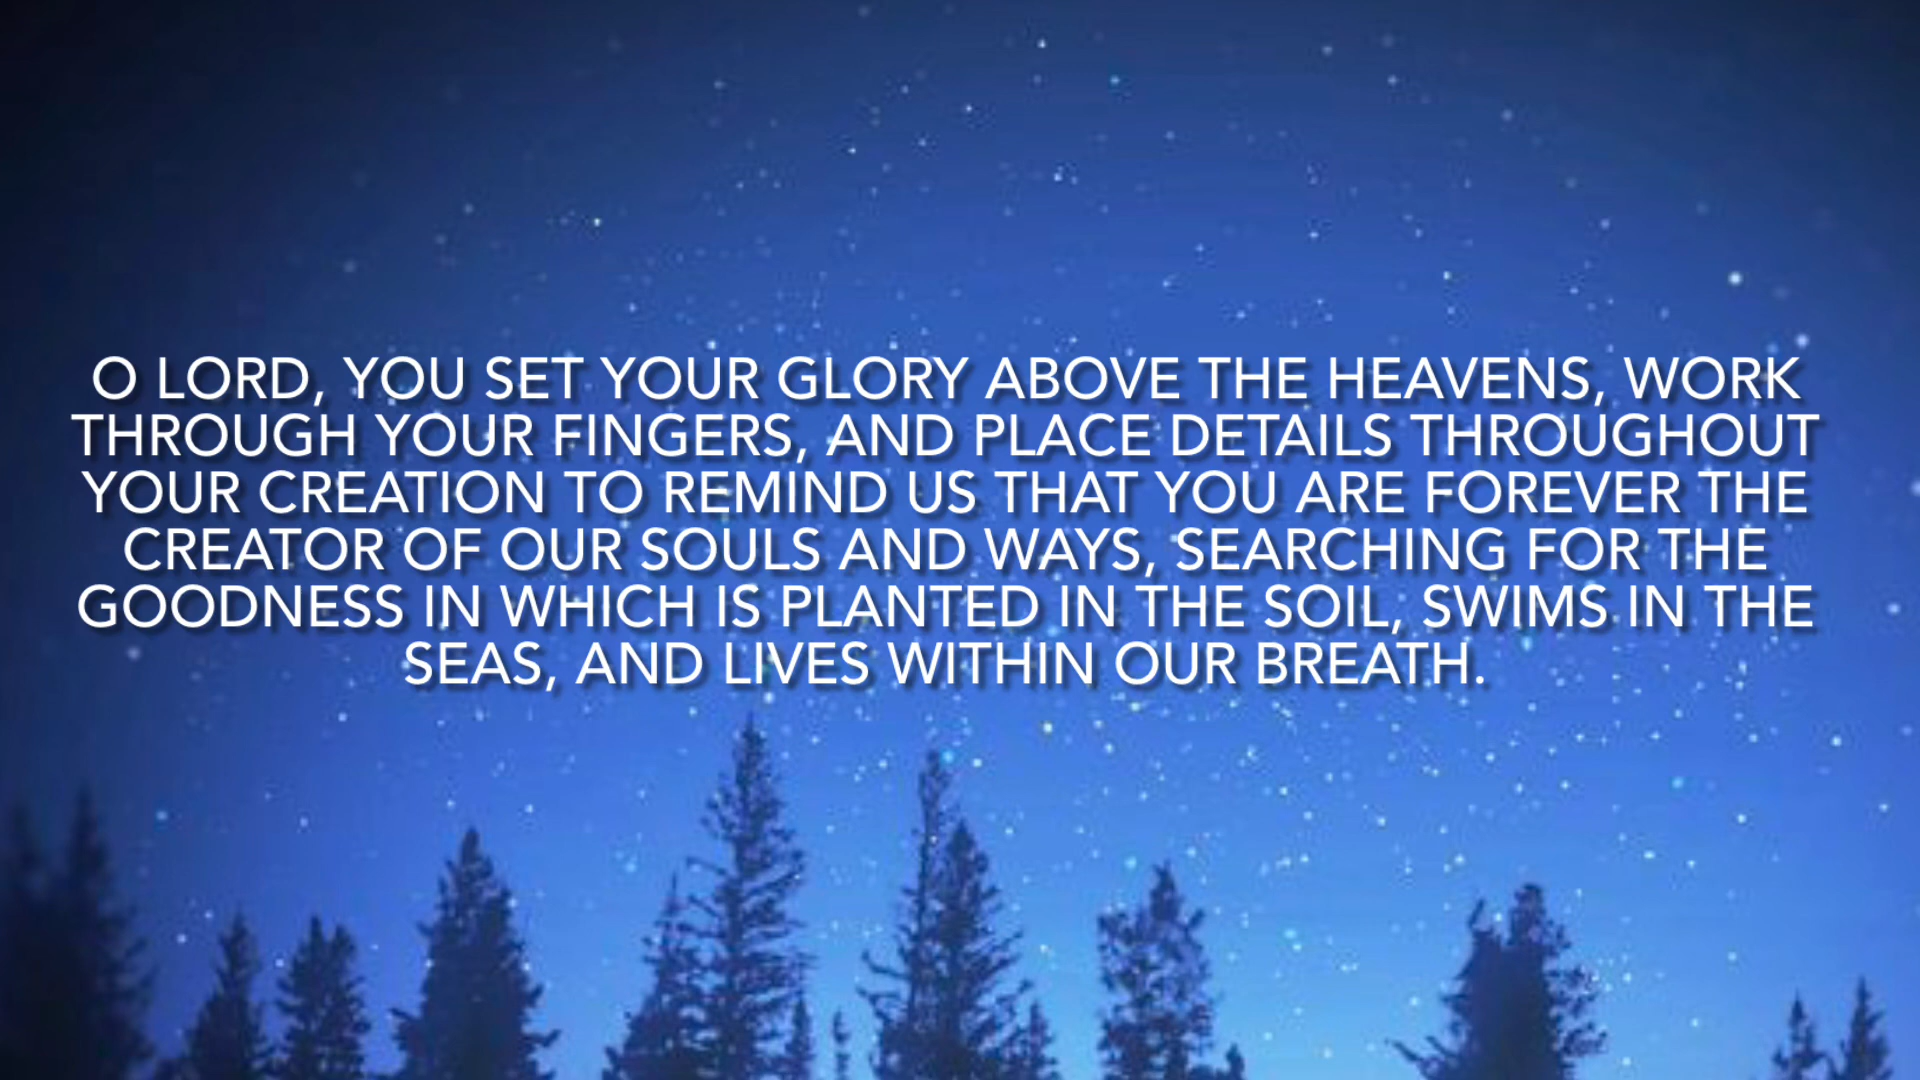 O LORD, YOU SET YOUR GLORY ABOVE THE HEAVENS, WORK
THROUGH YOUR FINGERS, AND PLACE DETAILS THROUGHOUT
YOUR CREATION TO REMIND US THAT YOU ARE FOREVER THE
CREATOR OF OUR SOULS AND WAYS, SEARCHING FOR THE
GOODNESS IN WHICH IS PLANTED IN THE SOIL, SWIMS IN THE
SEAS, AND LIVES WITHIN OUR BREATH.